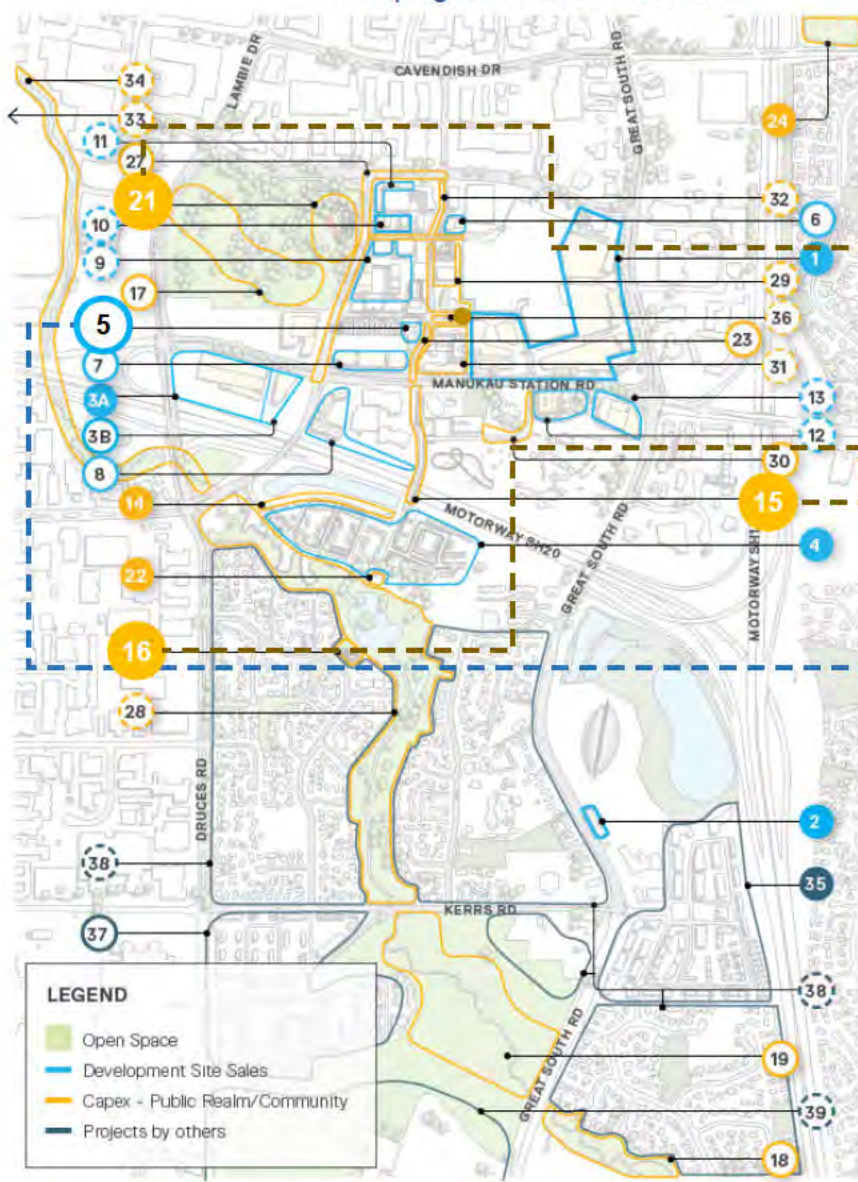 34
CAVENDISH DR
LAMBIE DR
GREAT SOUTH RD
33
24
11
27
21
32
10
6
9
1
29
17
36
5
23
7
31
MANUKAU STATION RD
3A
13
3B
12
8
30
14
15
MOTORWAY SH20
4
GREAT SOUTH RD
MOTORWAY SH1
22
16
28
DRUCES RD
2
38
35
KERRS RD
37
LEGEND
Open Space
Development Site Sales
Capex - Public Realm/Community
Projects by others
38
19
GREAT SOUTH RD
39
18